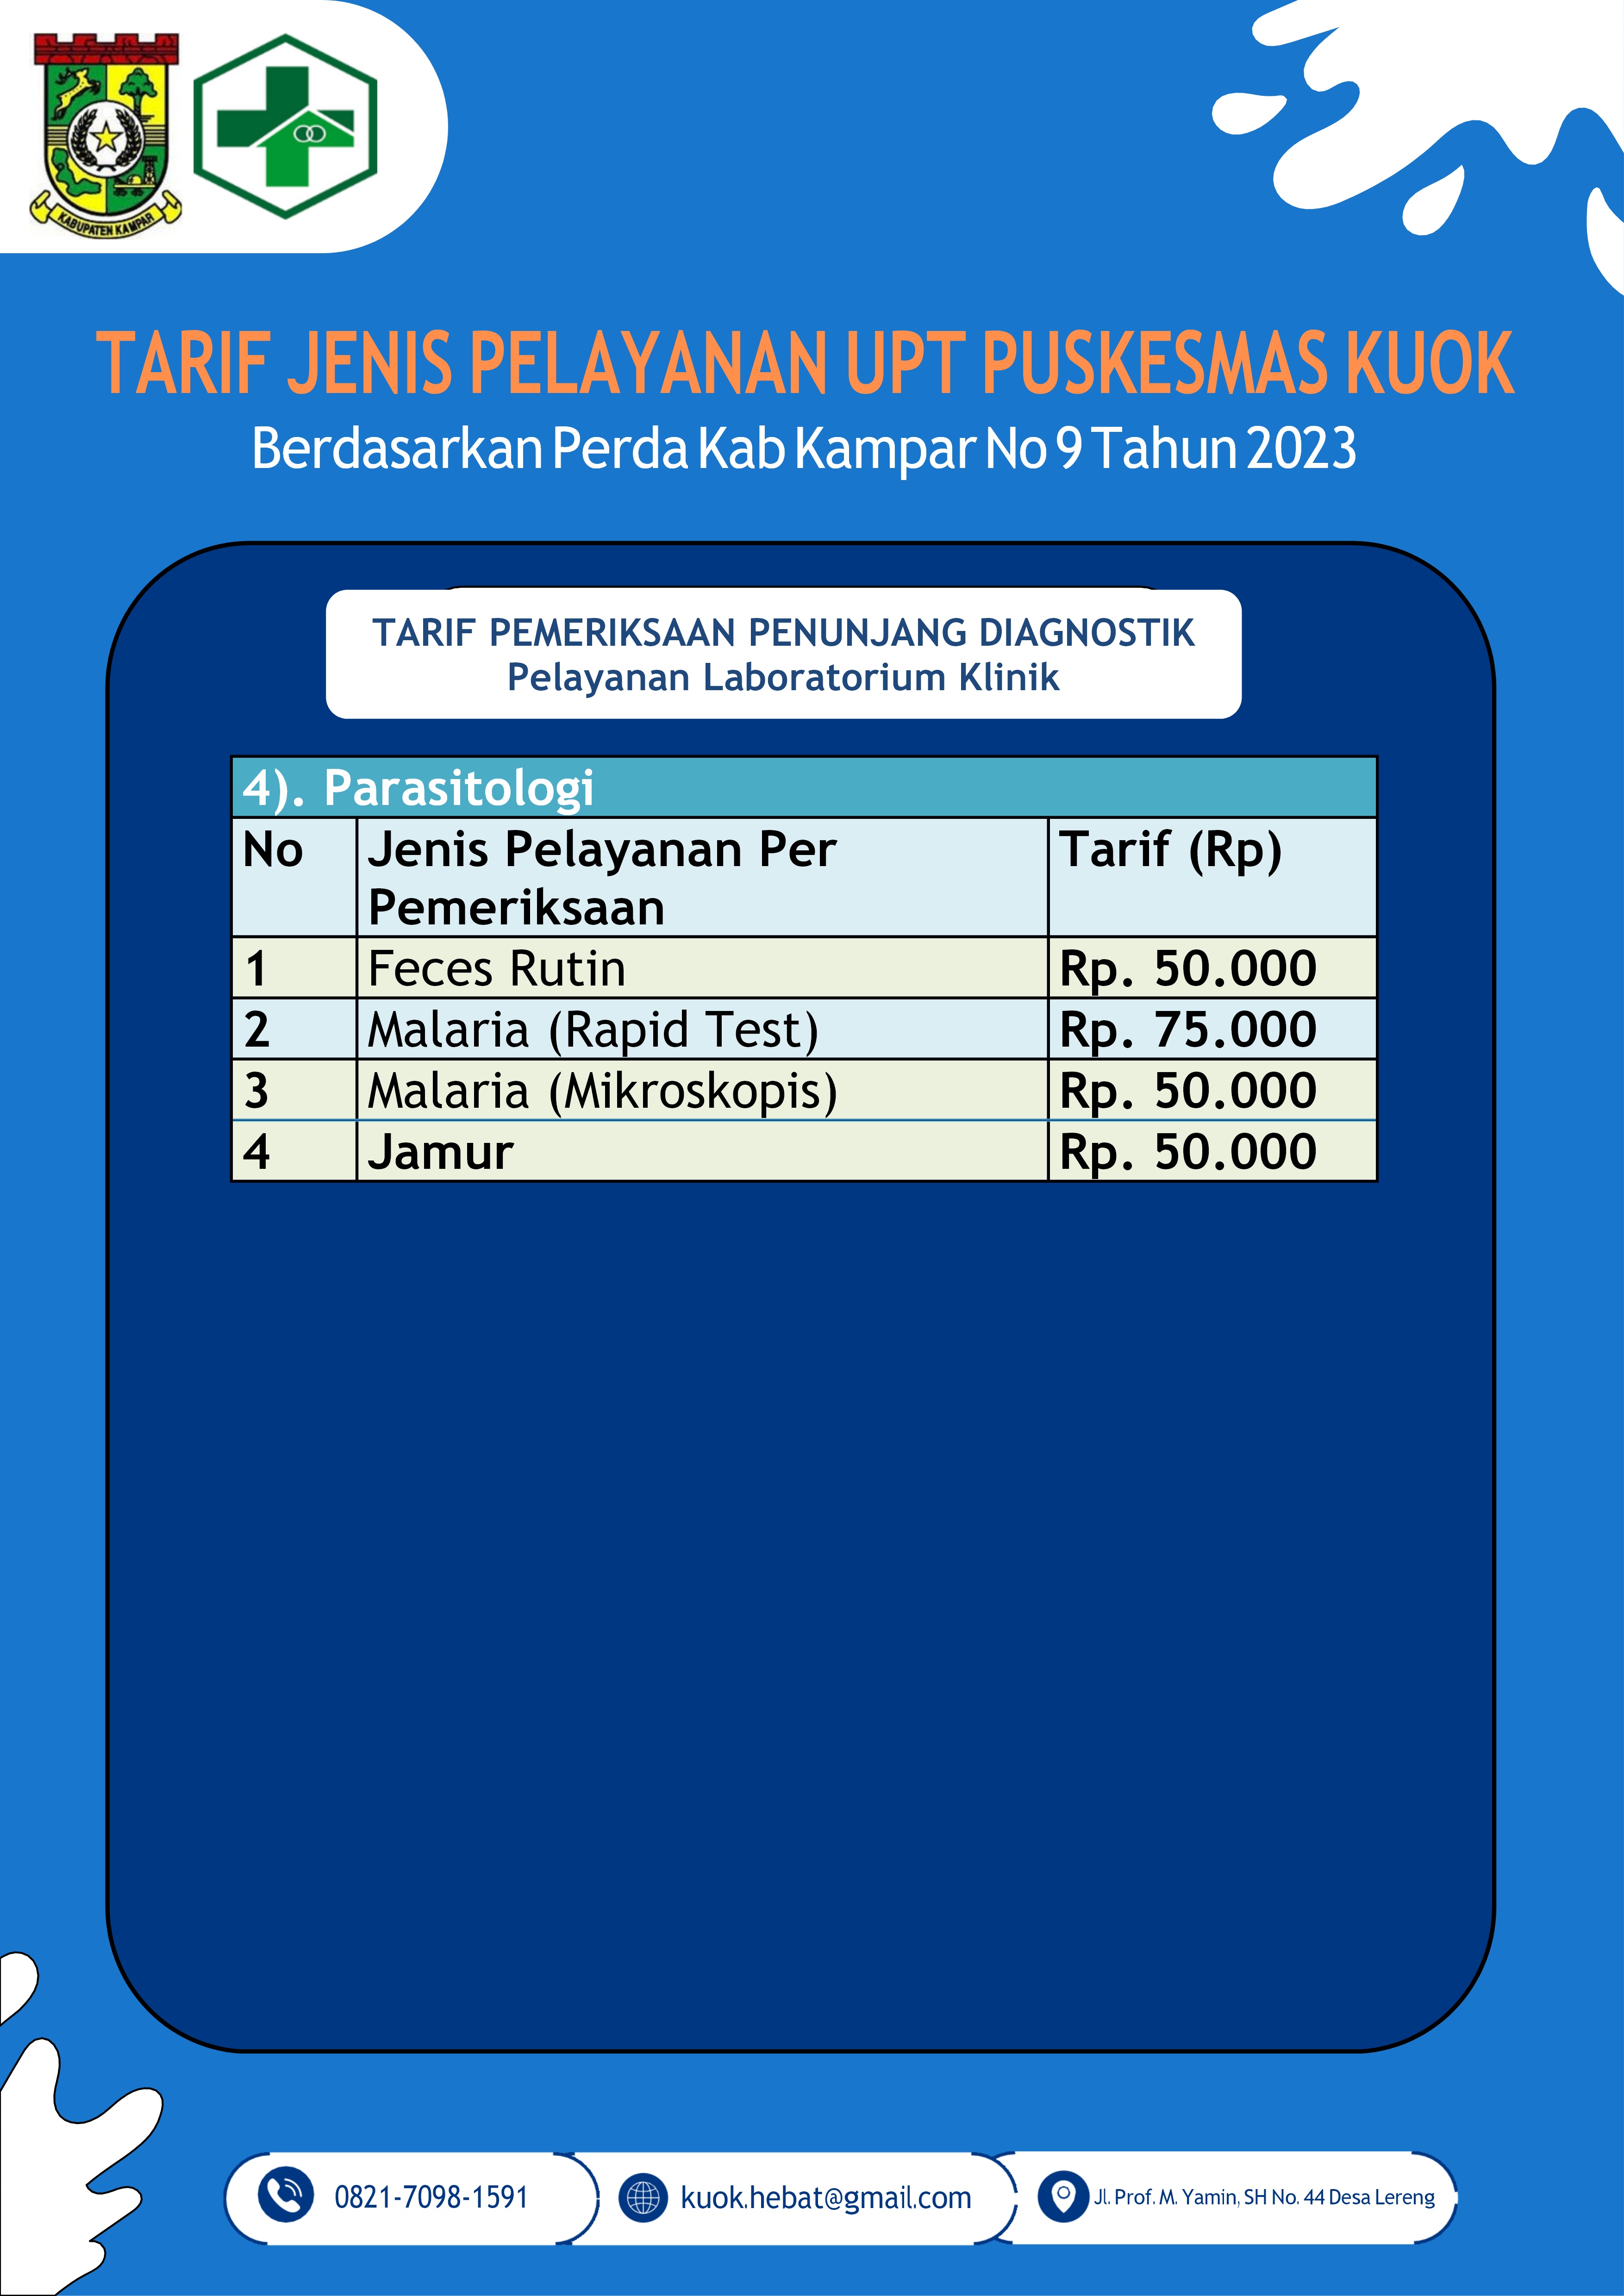 KABUPATEN KAMPAR
TARIF JENIS PELAYANAN UPT PUSKESMAS KUOK
Berdasarkan Perda Kab Kampar No 9 Tahun 2023
TARIF PEMERIKSAAN PENUNJANG DIAGNOSTIK
Pelayanan Laboratorium Klinik
4). Parasitologi
No Jenis Pelayanan Per Pemeriksaan Tarif (Rp)
1 Feces Rutin Rp. 50.000
2 Malaria (Rapid Test) Rp. 75.000
3 Malaria (Mikroskopis) Rp. 50.000
4 Jamur Rp. 50.000
0821-7098-1591
kuok.hebat@gmail.com
Jl. Prof. M. Yamin, SH No. 44 Desa Lereng